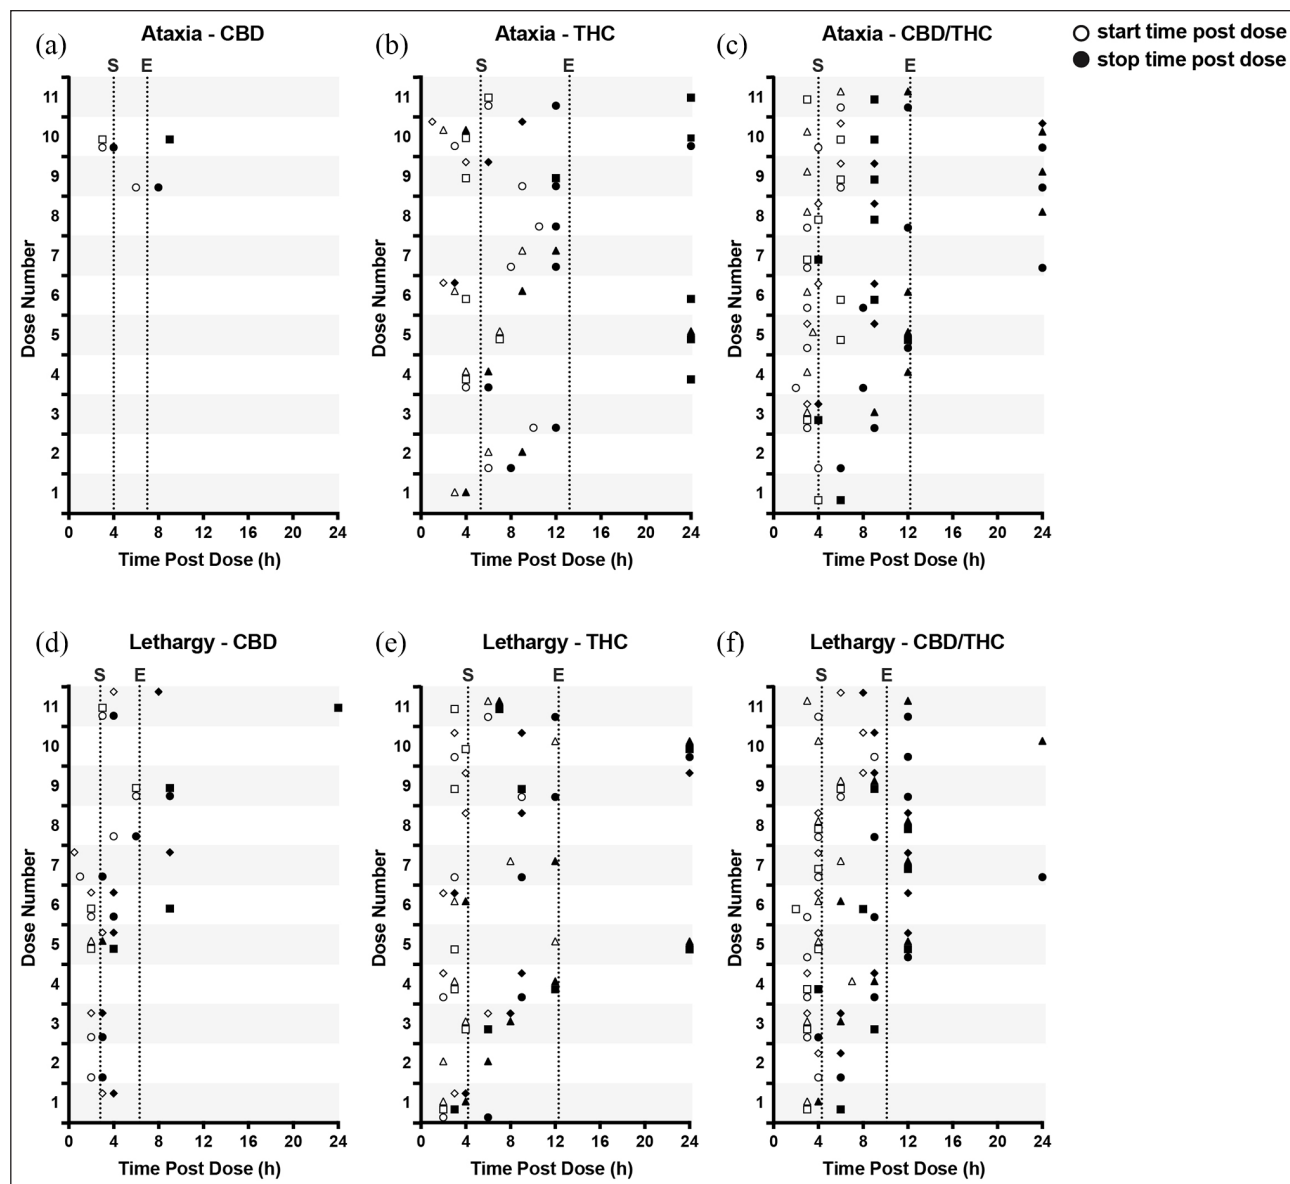 (a) Ataxia - CBD
(b) Ataxia - THC
(c) Ataxia - CBD/THC
start time post dose
stop time post dose
S E
S E
S E
Dose Number
11
10
9
8
7
6
5
4
3
2
1
0 4 8 12 16 20 24
Time Post Dose (h)
Dose Number
11
10
9
8
7
6
5
4
3
2
1
0 4 8 12 16 20 24
Time Post Dose (h)
Dose Number
11
10
9
8
7
6
5
4
3
2
1
0 4 8 12 16 20 24
Time Post Dose (h)
(d) Lethargy - CBD
(e) Lethargy - THC
(f) Lethargy - CBD/THC
S E
S E
S E
Dose Number
11
10
9
8
7
6
5
4
3
2
1
0 4 8 12 16 20 24
Time Post Dose (h)
Dose Number
11
10
9
8
7
6
5
4
3
2
1
0 4 8 12 16 20 24
Time Post Dose (h)
Dose Number
11
10
9
8
7
6
5
4
3
2
1
0 4 8 12 16 20 24
Time Post Dose (h)